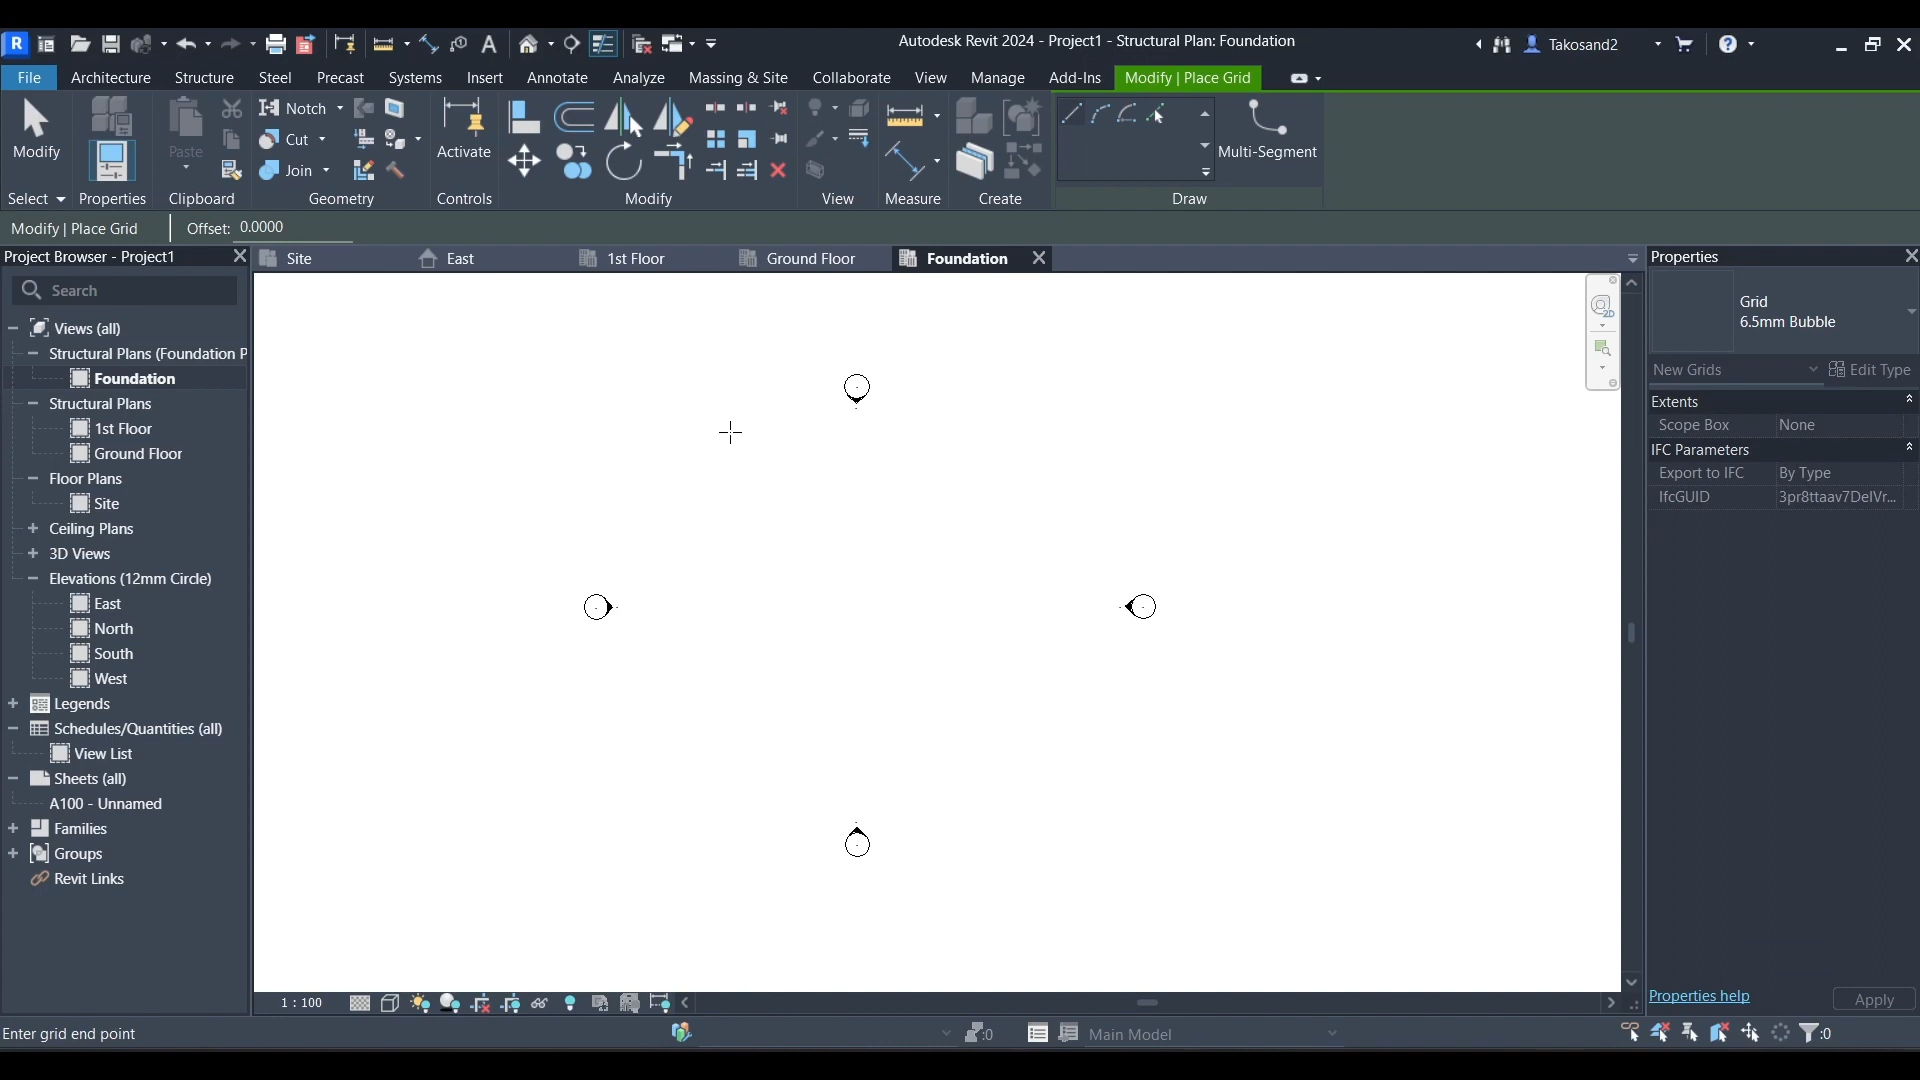 Autodesk Revit 2024 - Project1 - Structural Plan: Foundation
Takosand2
File
Architecture
Structure
Steel
Precast
Systems
Insert
Annotate
Analyze
Massing & Site
Collaborate
View
Manage
Add-Ins
Modify | Place Grid
Modify
Paste
Notch
Cut
Join
Activate
Multi-Segment
Select
Properties
Clipboard
Geometry
Controls
Modify
View
Measure
Create
Draw
Modify | Place Grid
Offset: 0.0000
Project Browser - Project1
Search
Views (all)
Structural Plans (Foundation P
Foundation
Structural Plans
1st Floor
Ground Floor
Floor Plans
Site
Ceiling Plans
3D Views
Elevations (12mm Circle)
East
North
South
West
Legends
Schedules/Quantities (all)
View List
Sheets (all)
A100 - Unnamed
Families
Groups
Revit Links
Site
East
1st Floor
Ground Floor
Foundation
2D
1 : 100
Properties
Grid
6.5mm Bubble
New Grids
Edit Type
Extents
Scope Box None
IFC Parameters
Export to IFC By Type
IfcGUID 3pr8ttaav7DelVr...
Properties help
Apply
Enter grid end point
:0
Main Model
:0